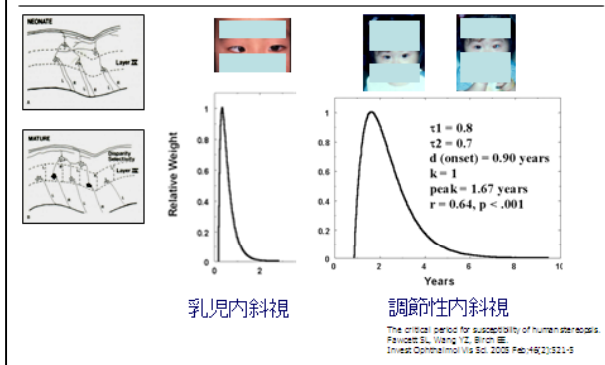 NEONATE
Layer IV
MATURE
Disparity
Selectivity
Layer IV
Relative Weight
1
0.8
0.6
0.4
0.2
0
0
2
乳児内斜視
1
0.8
0.6
0.4
0.2
0
0
2
4
6
8
10
Years
τ1 = 0.8
τ2 = 0.7
d (onset) = 0.90 years
k = 1
peak = 1.67 years
r = 0.64, p < .001
調節性内斜視
The critical period for susceptibility of human stereopsis.
Fawcett SL, Wang YZ, Birch EE.
Invest Ophthalmol Vis Sci. 2005 Feb;46(2):521-5